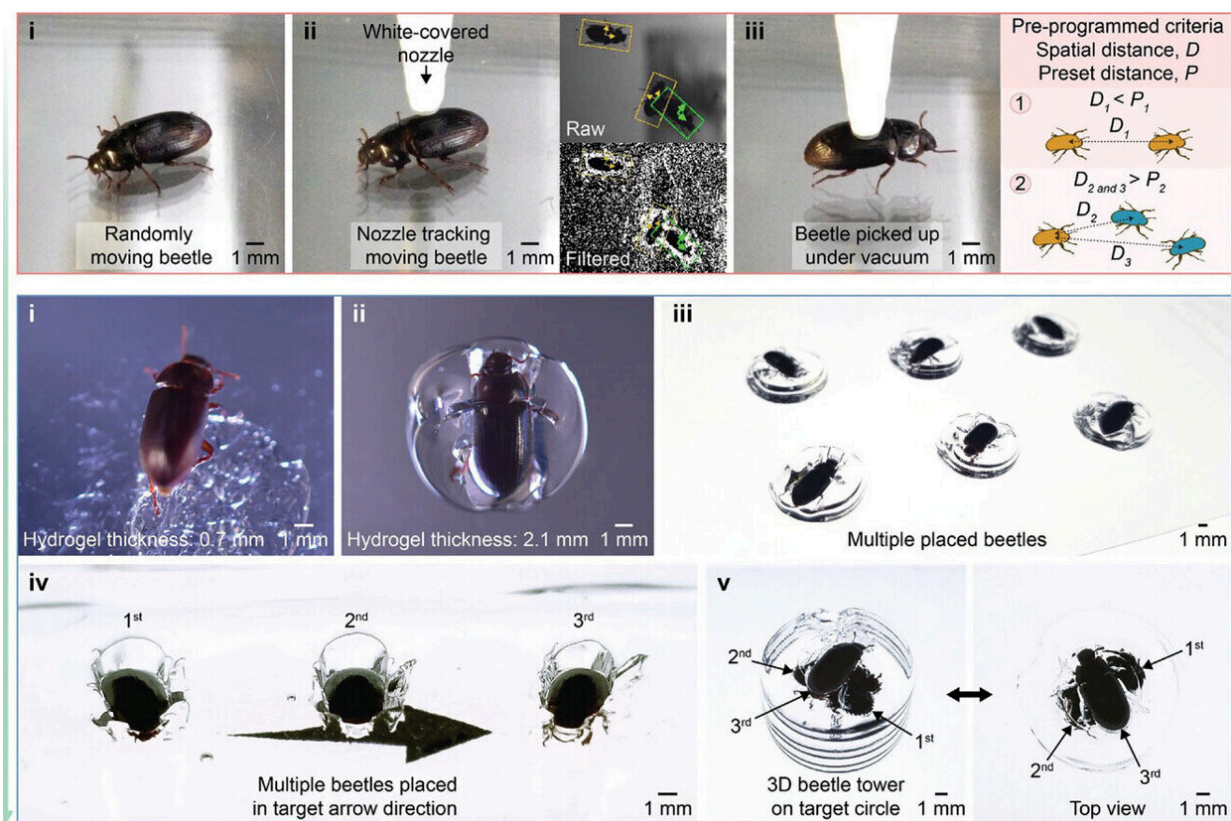 i
Randomly
moving beetle
1 mm
ii
White-covered
nozzle
Nozzle tracking
moving beetle
1 mm
Raw
Filtered
iii
Beetle picked up
under vacuum
1 mm
Pre-programmed criteria
Spatial distance, D
Preset distance, P
1
D₁ < P₁
D₁
2
D₂ and ₃ > P₂
D₂
D₃
i
Hydrogel thickness: 0.7 mm
1 mm
ii
Hydrogel thickness: 2.1 mm
1 mm
iii
Multiple placed beetles
1 mm
iv
1st
2nd
3rd
Multiple beetles placed
in target arrow direction
1 mm
v
2nd
3rd
1st
3D beetle tower
on target circle
1 mm
1st
2nd
3rd
Top view
1 mm